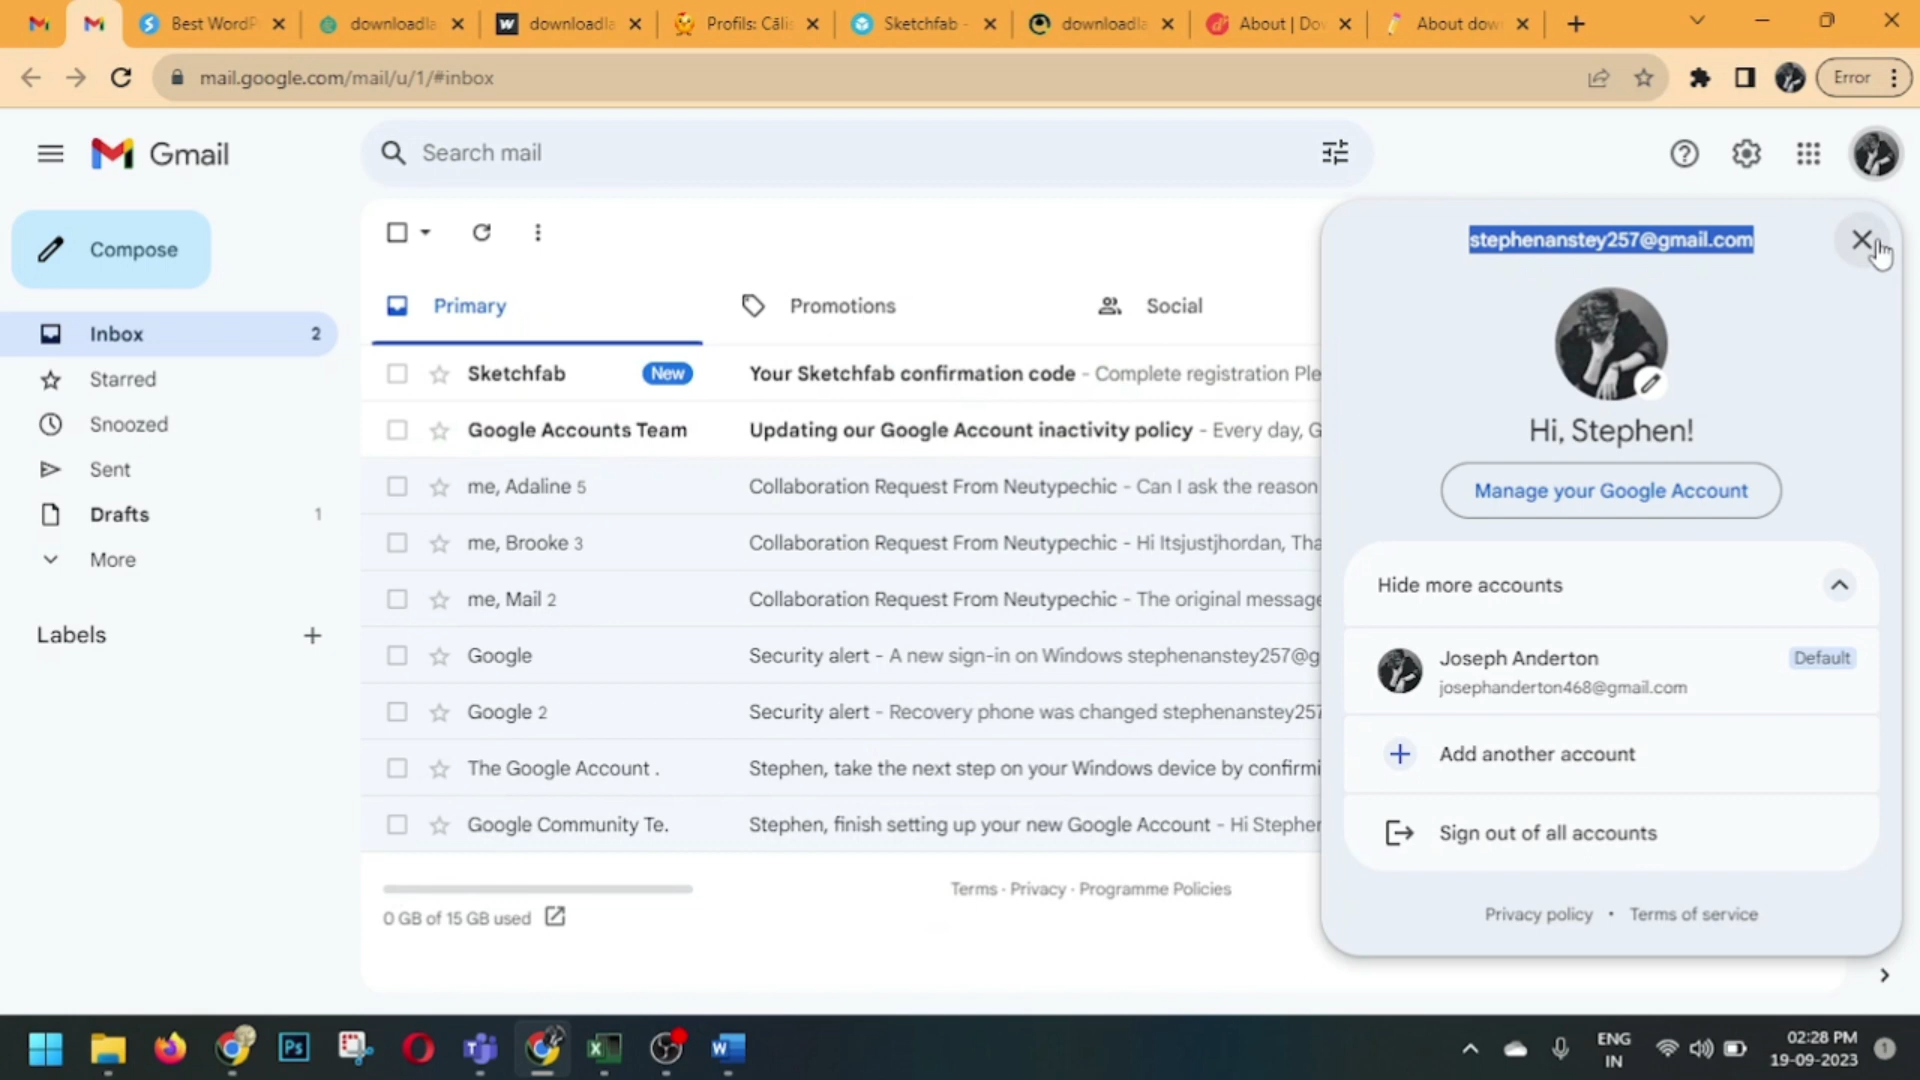 Best WordP
downloadla
downloadla
Profils: Căli
Sketchfab -
downloadla
About | Dov
About dow
mail.google.com/mail/u/1/#inbox
Error
Gmail
Search mail
Compose
Inbox 2
Starred
Snoozed
Sent
Drafts 1
More
Labels
Primary
Promotions
Social
Sketchfab New Your Sketchfab confirmation code - Complete registration Ple
Google Accounts Team Updating our Google Account inactivity policy - Every day, G
me, Adaline 5 Collaboration Request From Neutypechic - Can I ask the reason
me, Brooke 3 Collaboration Request From Neutypechic - Hi Itsjustjhordan, Tha
me, Mail 2 Collaboration Request From Neutypechic - The original message
Google Security alert - A new sign-in on Windows stephenanstey257@g
Google 2 Security alert - Recovery phone was changed stephenanstey257
The Google Account . Stephen, take the next step on your Windows device by confirmi
Google Community Te. Stephen, finish setting up your new Google Account - Hi Stepher
0 GB of 15 GB used
Terms · Privacy · Programme Policies
stephenanstey257@gmail.com
Hi, Stephen!
Manage your Google Account
Hide more accounts
Joseph Anderton Default
josephanderton468@gmail.com
Add another account
Sign out of all accounts
Privacy policy • Terms of service
Ps
ENG
IN
02:28 PM
19-09-2023
1